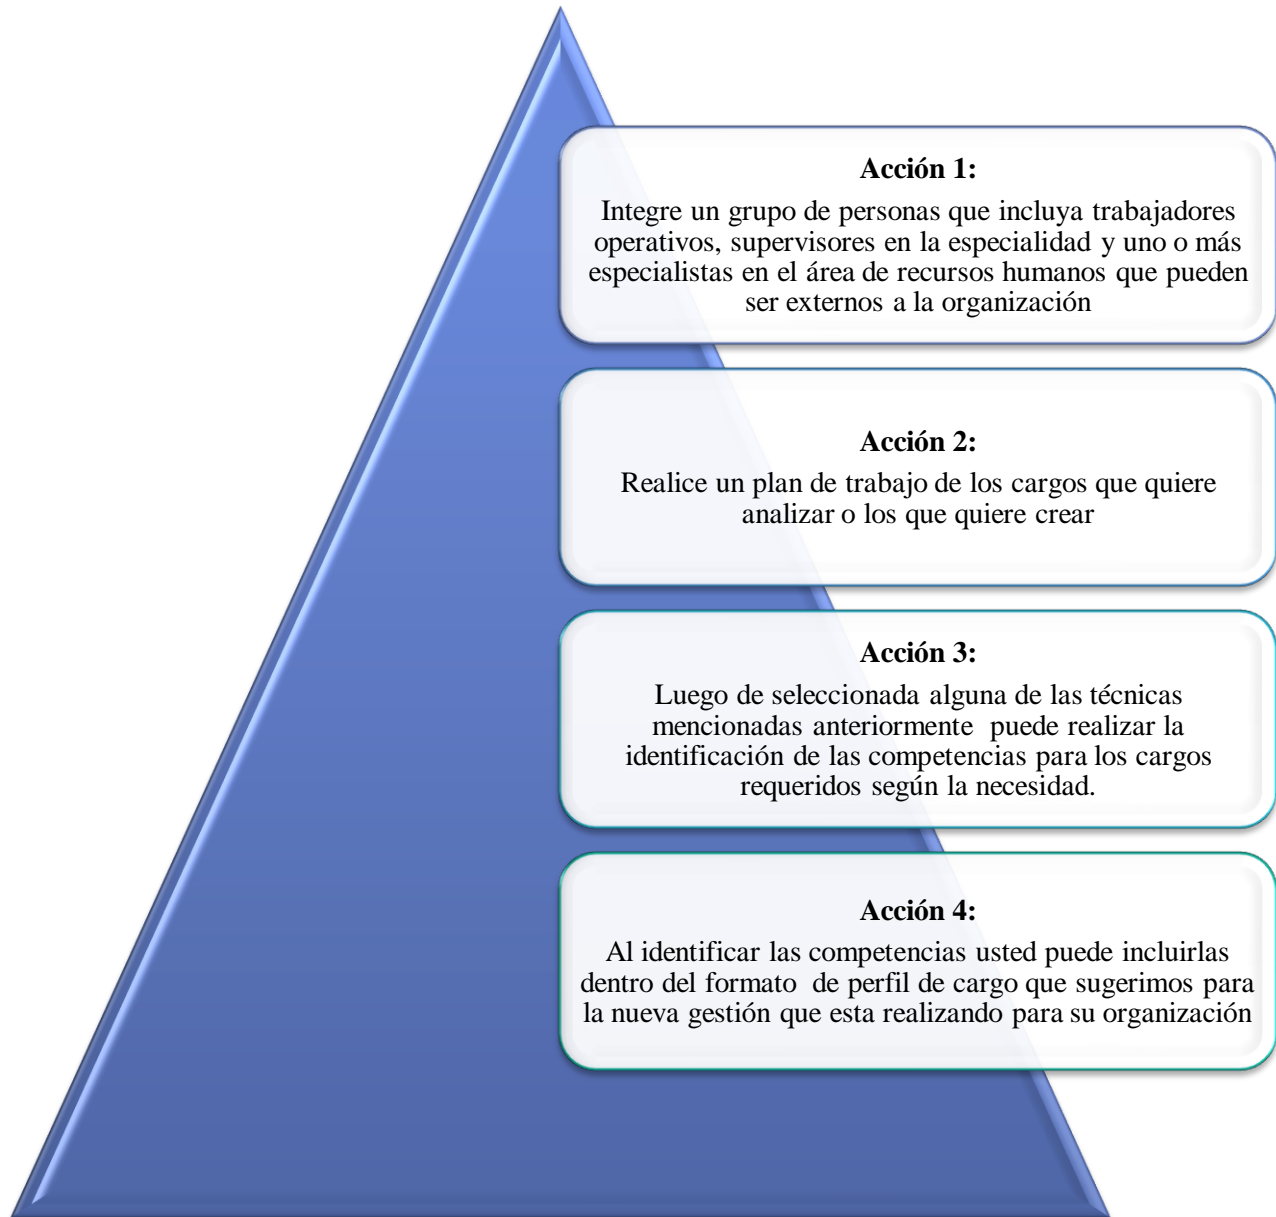 Acción 1:
Integre un grupo de personas que incluya trabajadores
operativos, supervisores en la especialidad y uno o más
especialistas en el área de recursos humanos que pueden
ser externos a la organización
Acción 2:
Realice un plan de trabajo de los cargos que quiere
analizar o los que quiere crear
Acción 3:
Luego de seleccionada alguna de las técnicas
mencionadas anteriormente  puede realizar la
identificación de las competencias para los cargos
requeridos según la necesidad.
Acción 4:
Al identificar las competencias usted puede incluirlas
dentro del formato  de perfil de cargo que sugerimos para
la nueva gestión que esta realizando para su organización